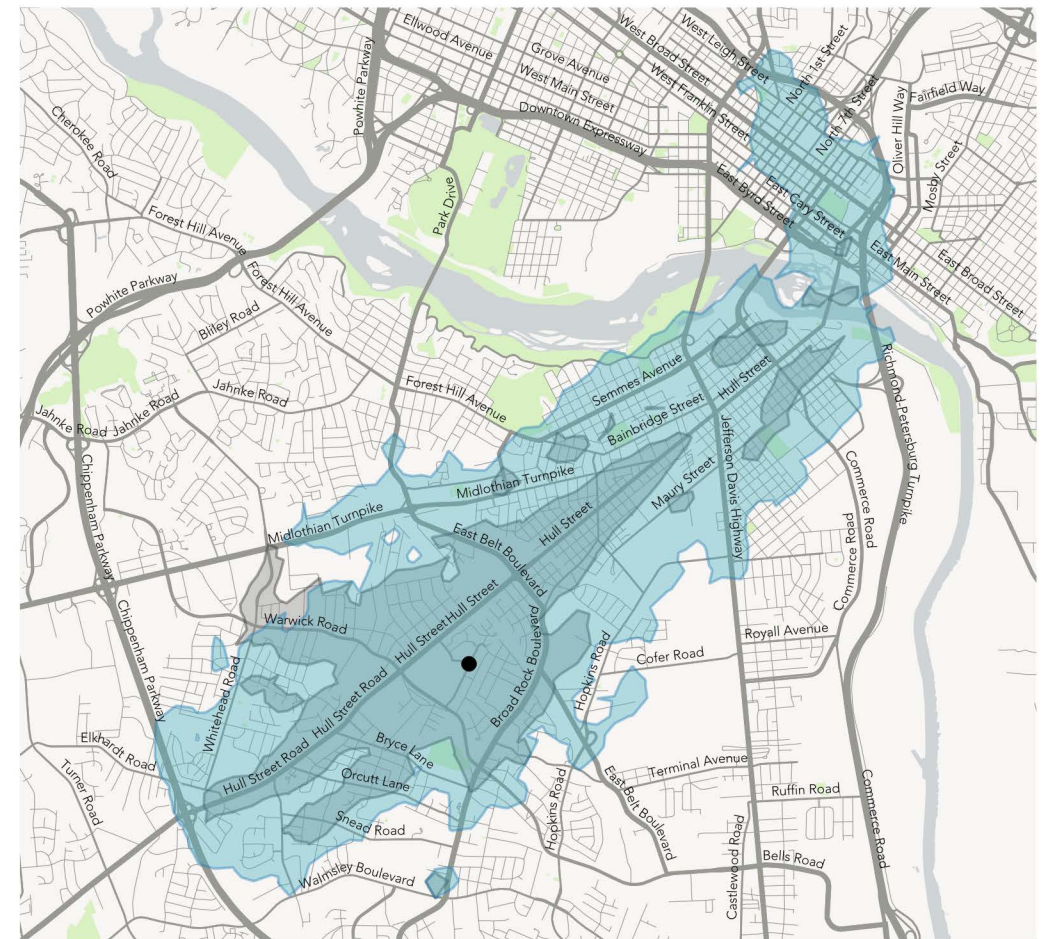 Ellwood Avenue
Grove Avenue
West Broad Street
West Leigh Street
North 1st Street
Powhite Parkway
West Main Street
West Franklin Street
North 7th Street
Oliver Hill Way
Fairfield Way
Downtown Expressway
Cherokee Road
Mosby Street
Park Drive
East Byrd Street
East Cary Street
Forest Hill Avenue
East Main Street
East Broad Street
Powhite Parkway
Forest Hill Avenue
Bliley Road
Richmond-Petersburg Turnpike
Semmes Avenue
Hull Street
Jahnke Road
Forest Hill Avenue
Bainbridge Street
Jahnke Road
Jahnke Road
Jefferson Davis Highway
Chippenham Parkway
Midlothian Turnpike
Maury Street
Commerce Road
Midlothian Turnpike
Hull Street
East Belt Boulevard
Commerce Road
Chippenham Parkway
Warwick Road
Hull Street
Hull Street
Royall Avenue
Cofer Road
Hopkins Road
Broad Rock Boulevard
Whitehead Road
Hull Street Road
Elkhardt Road
Bryce Lane
Hull Street Road
Orcutt Lane
Terminal Avenue
Turner Road
Ruffin Road
Snead Road
Hopkins Road
East Belt Boulevard
Commerce Road
Walmsley Boulevard
Castlewood Road
Bells Road